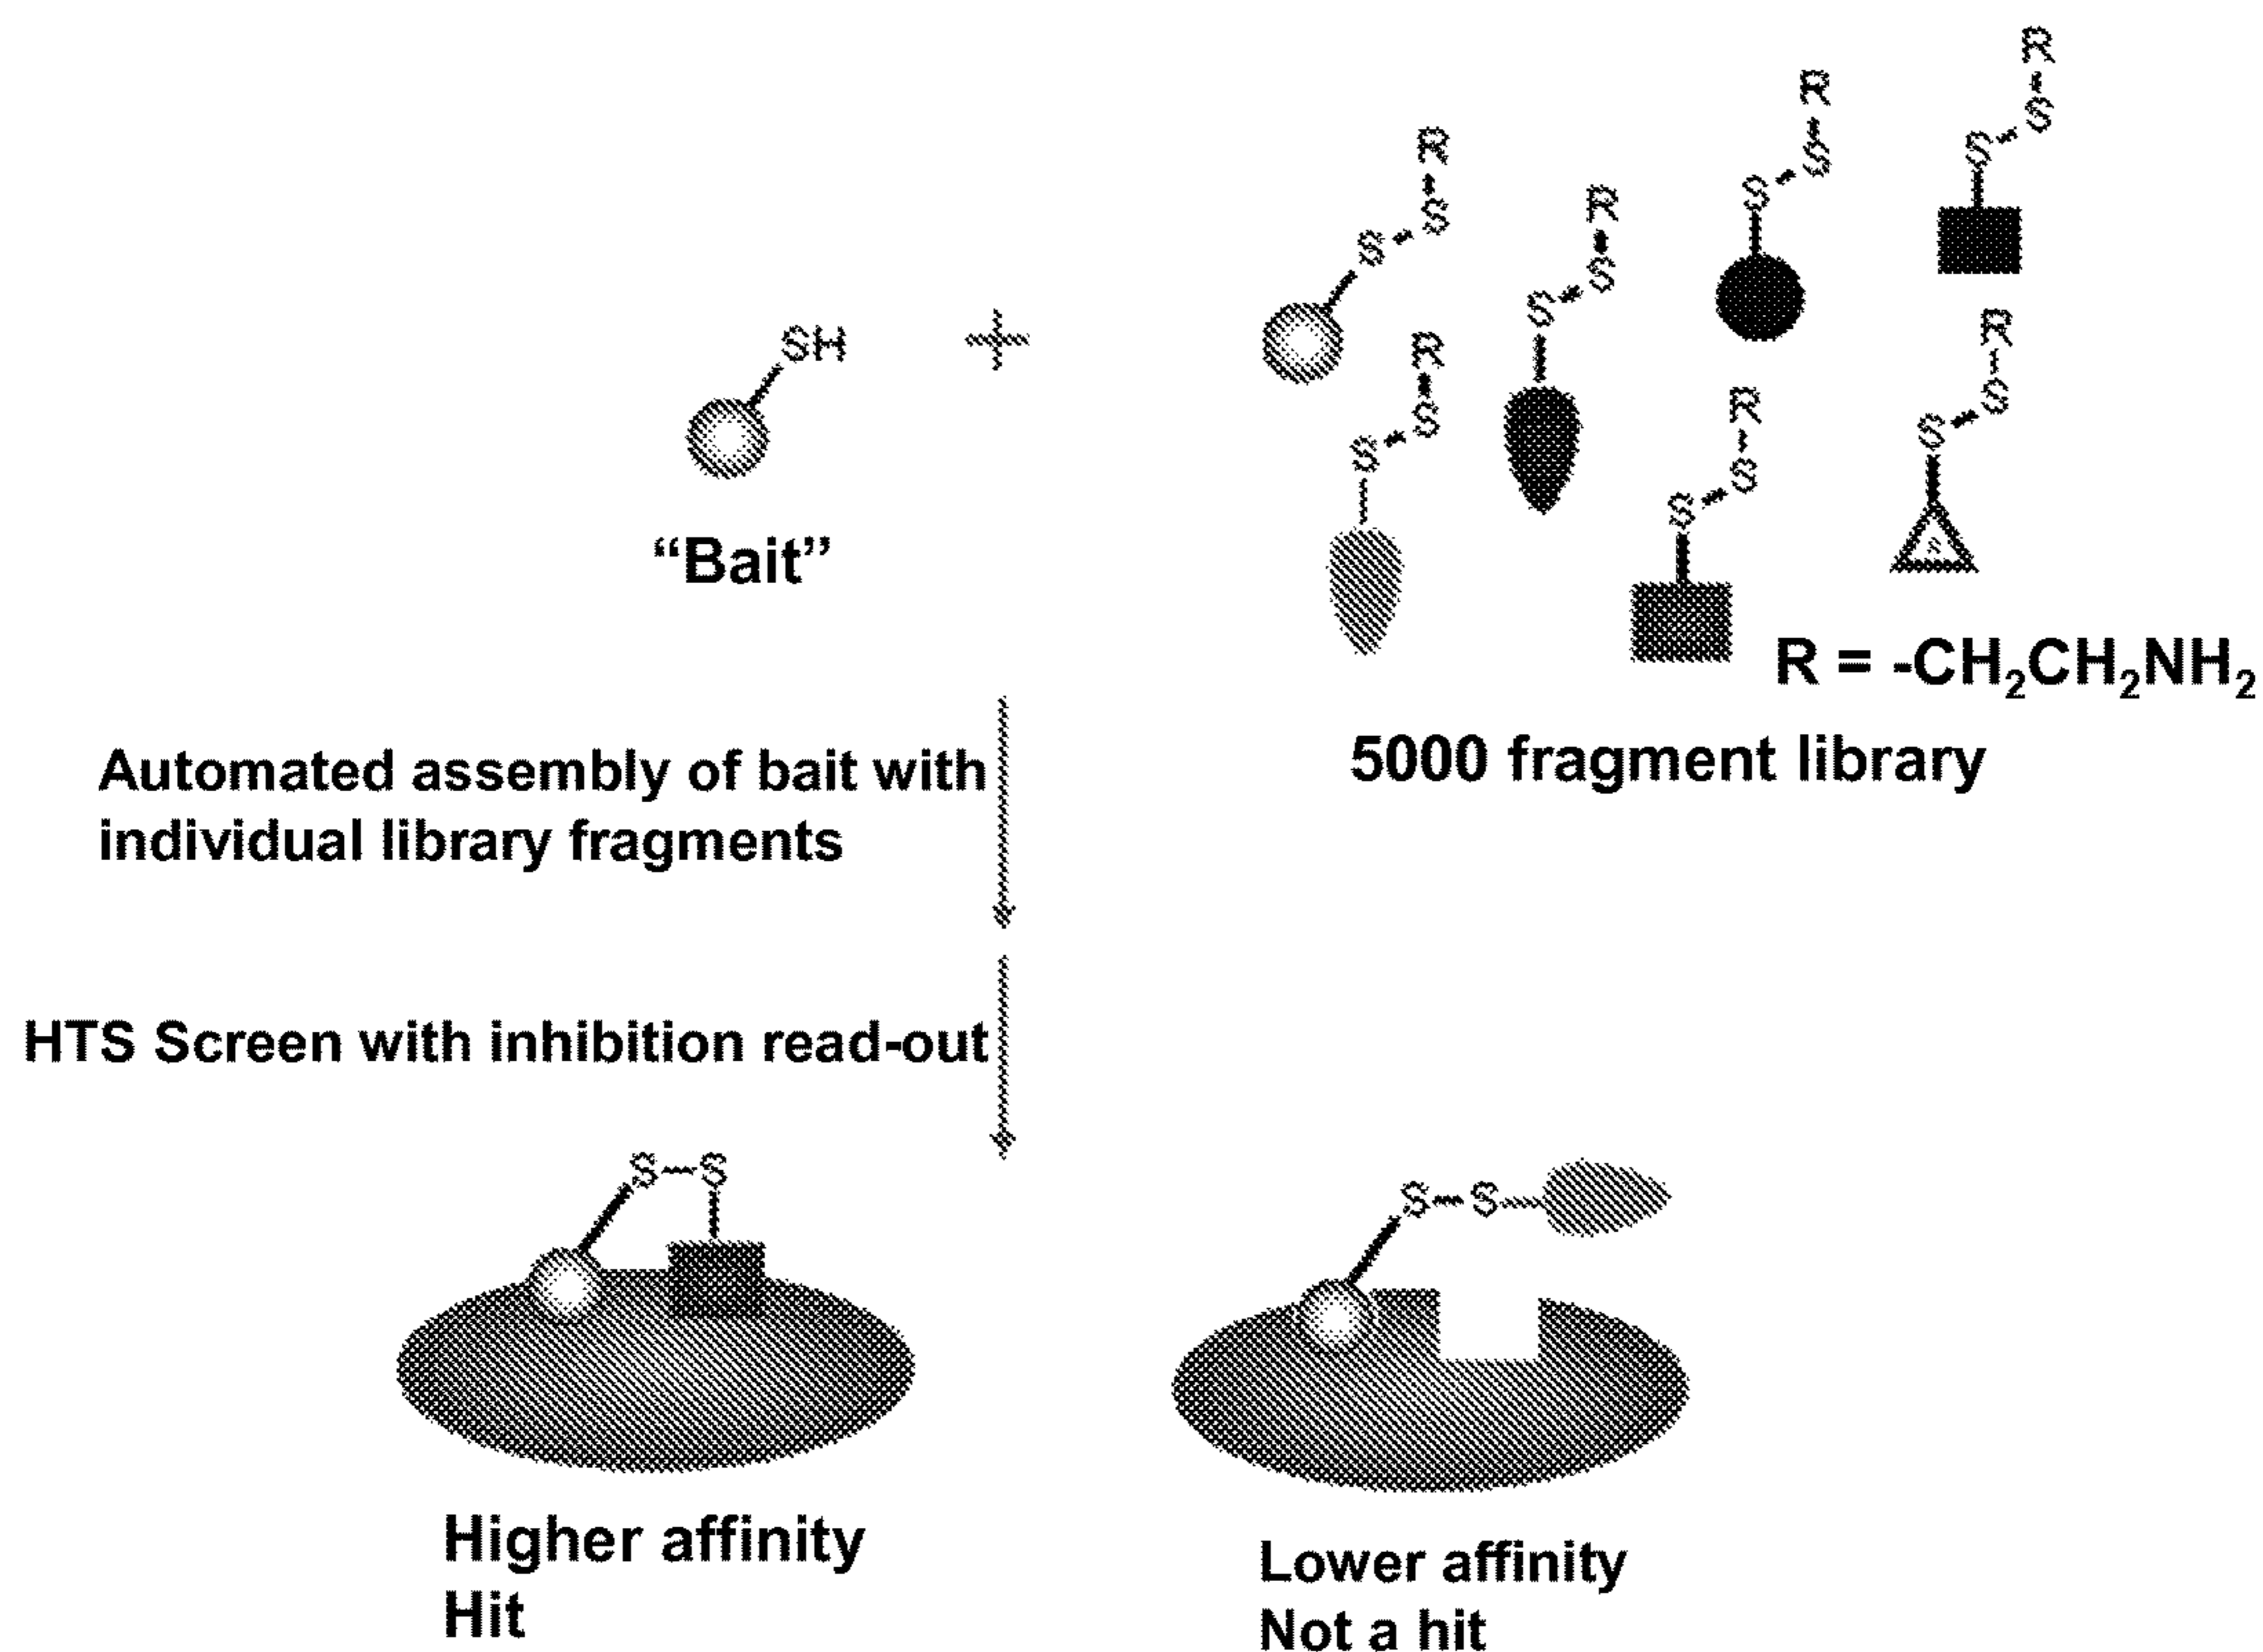 R
S
S
R
S
S
R
S
S
R
S
S
SH
+
R
S
S
R
S
S
R
S
S
R
S
S
s
“Bait”
R = -CH₂CH₂NH₂
5000 fragment library
Automated assembly of bait with
individual library fragments
HTS Screen with inhibition read-out
S–S
S–S
Higher affinity
Hit
Lower affinity
Not a hit